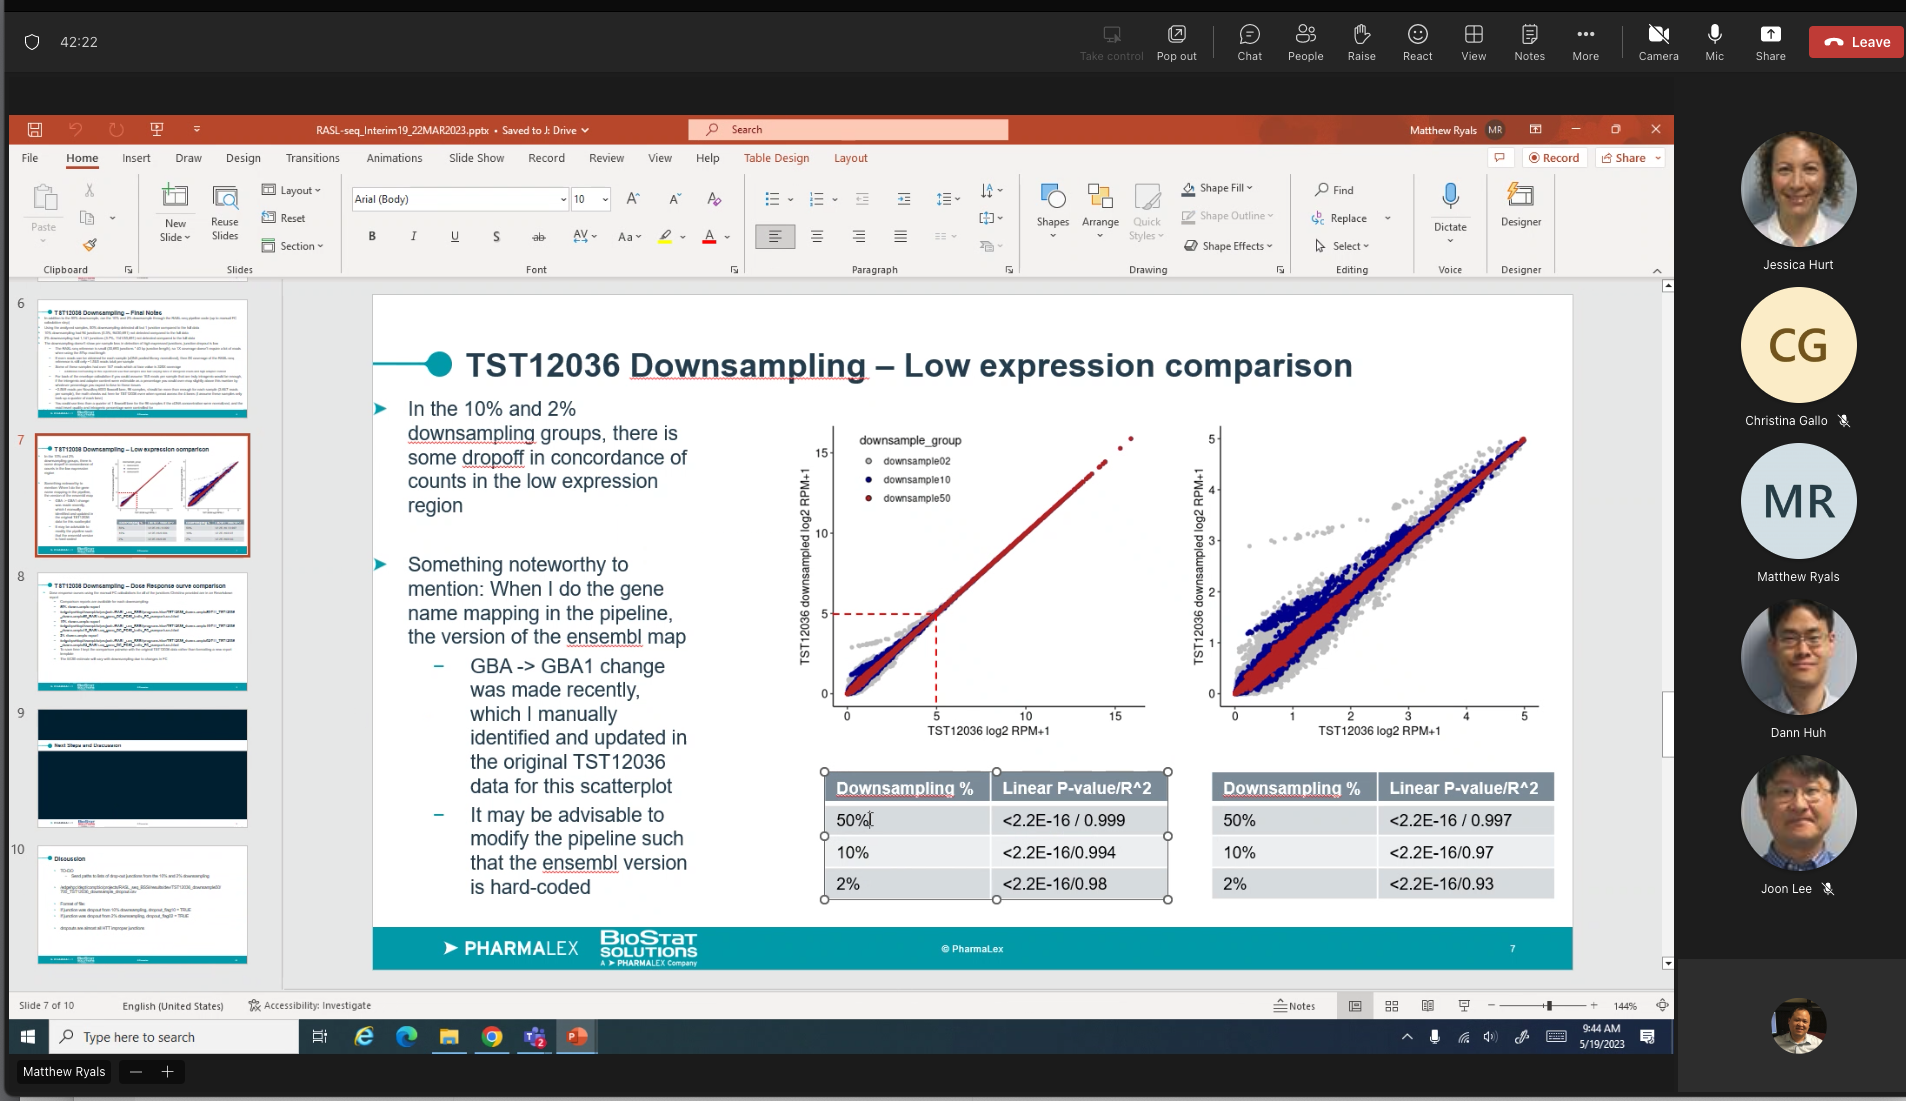 42:22
Take control
Pop out
Chat
People
Raise
React
View
Notes
More
Camera
Mic
Share
Leave
RASL-seq_Interim19_22MAR2023.pptx • Saved to J: Drive
Search
Matthew Ryals
MR
File
Home
Insert
Draw
Design
Transitions
Animations
Slide Show
Record
Review
View
Help
Table Design
Layout
Record
Share
Paste
Clipboard
New
Slide
Reuse
Slides
Layout
Reset
Section
Slides
Arial (Body)
10
B
I
U
S
ab
AV
Aa
A
Font
Paragraph
Shapes
Arrange
Quick
Styles
Shape Fill
Shape Outline
Shape Effects
Drawing
Find
Replace
Select
Editing
Dictate
Voice
Designer
Designer
6
TST12036 Downsampling – Final Notes
7
TST12036 Downsampling – Low expression comparison
8
TST12036 Downsampling – Dose Response curve comparison
9
Next Steps and Discussion
10
Discussion
TST12036 Downsampling – Low expression comparison
In the 10% and 2%
downsampling groups, there is
some dropoff in concordance of
counts in the low expression
region
Something noteworthy to
mention: When I do the gene
name mapping in the pipeline,
the version of the ensembl map
– GBA -> GBA1 change
was made recently,
which I manually
identified and updated in
the original TST12036
data for this scatterplot
– It may be advisable to
modify the pipeline such
that the ensembl version
is hard-coded
downsample_group
downsample02
downsample10
downsample50
TST12036 downsampled log2 RPM+1
15
10
5
0
0 5 10 15
TST12036 log2 RPM+1
TST12036 downsampled log2 RPM+1
5
4
3
2
1
0
0 1 2 3 4 5
TST12036 log2 RPM+1
Downsampling % Linear P-value/R^2
50% <2.2E-16 / 0.999
10% <2.2E-16/0.994
2% <2.2E-16/0.98
Downsampling % Linear P-value/R^2
50% <2.2E-16 / 0.997
10% <2.2E-16/0.97
2% <2.2E-16/0.93
PHARMALEX
BIOSTAT
SOLUTIONS
A PHARMALEX Company
© PharmaLex
7
Slide 7 of 10
English (United States)
Accessibility: Investigate
Notes
144%
Type here to search
2
9:44 AM
5/19/2023
Matthew Ryals
Jessica Hurt
CG
Christina Gallo
MR
Matthew Ryals
Dann Huh
Joon Lee